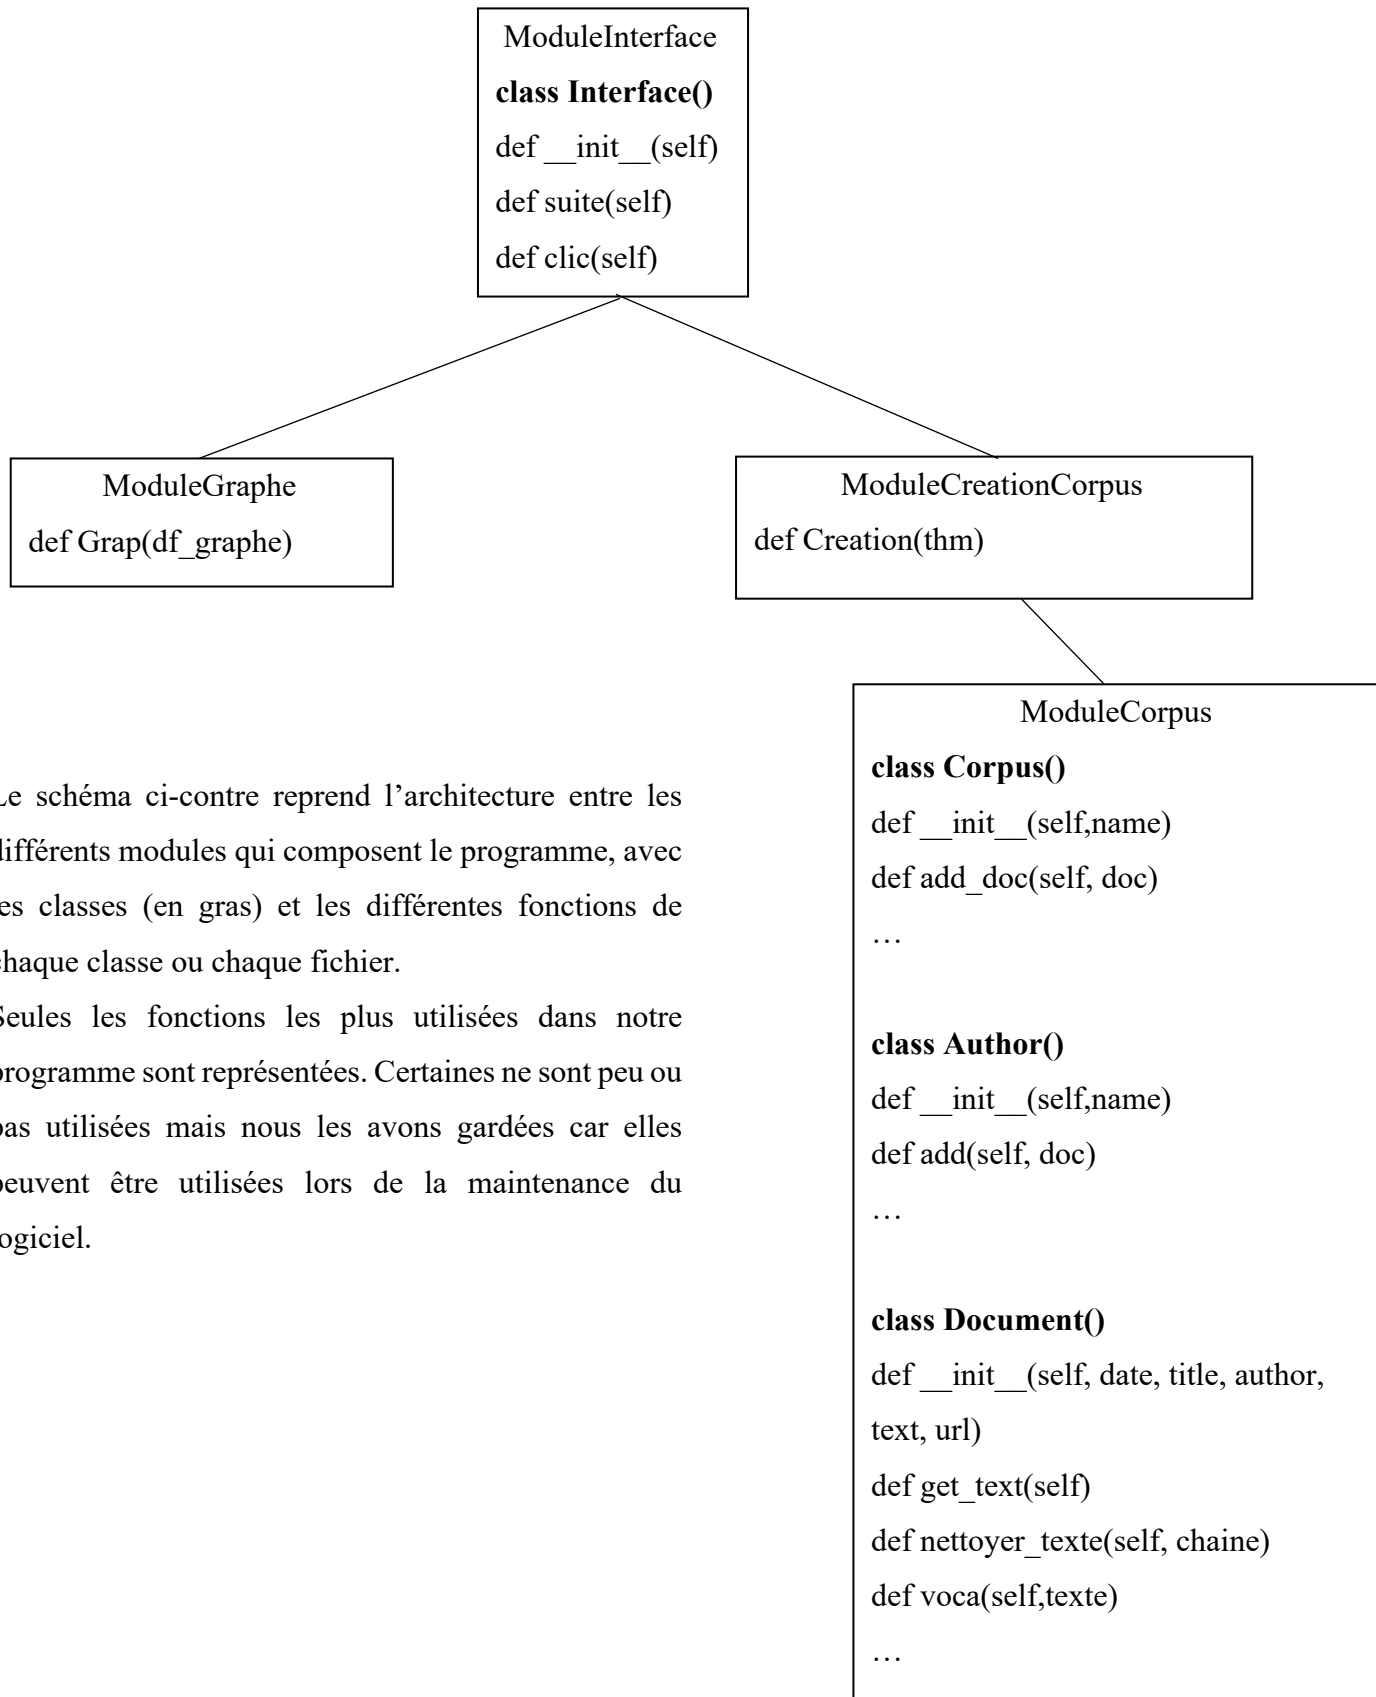 ModuleInterface
class Interface()
def __init__(self)
def suite(self)
def clic(self)
ModuleGraphe
def Grap(df_graphe)
ModuleCreationCorpus
def Creation(thm)
Le schéma ci-contre reprend l’architecture entre les
différents modules qui composent le programme, avec
les classes (en gras) et les différentes fonctions de
chaque classe ou chaque fichier.
Seules les fonctions les plus utilisées dans notre
programme sont représentées. Certaines ne sont peu ou
pas utilisées mais nous les avons gardées car elles
peuvent être utilisées lors de la maintenance du
logiciel.
ModuleCorpus
class Corpus()
def __init__(self,name)
def add_doc(self, doc)
…
class Author()
def __init__(self,name)
def add(self, doc)
…
class Document()
def __init__(self, date, title, author,
text, url)
def get_text(self)
def nettoyer_texte(self, chaine)
def voca(self,texte)
…